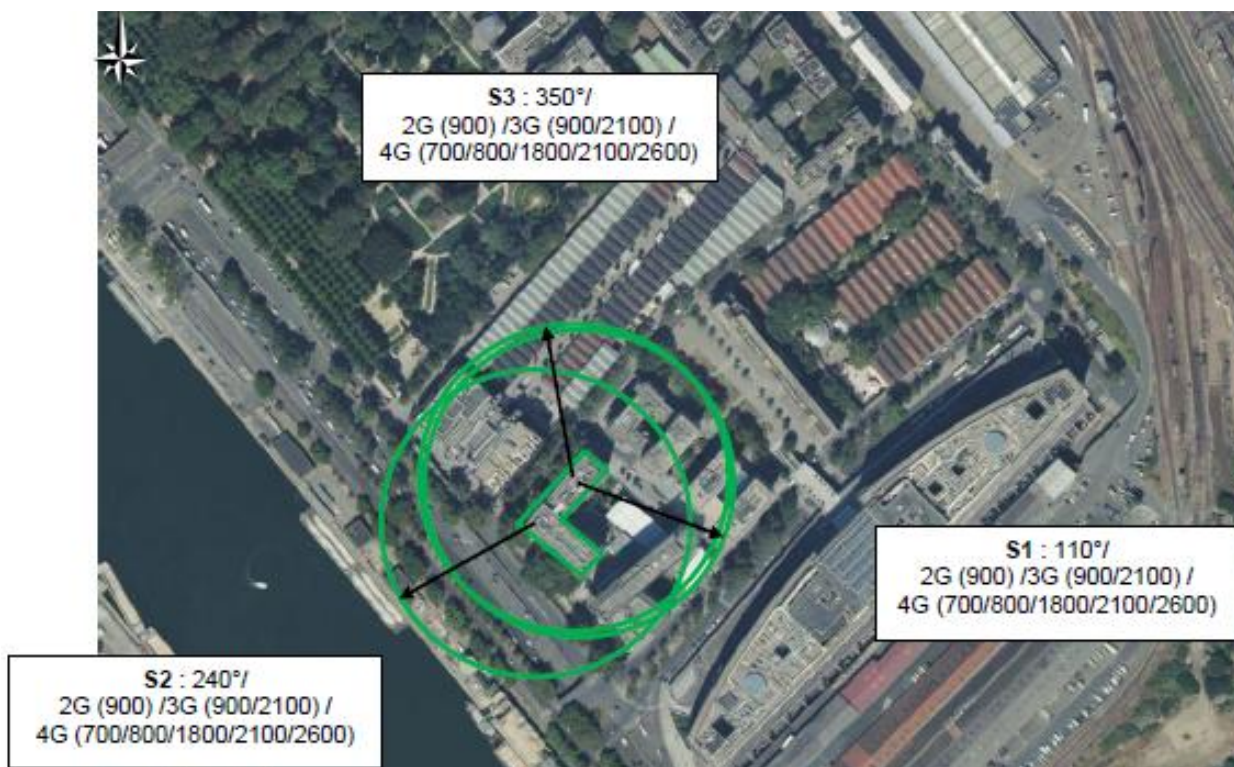 S3 : 350°/
2G (900) /3G (900/2100) /
4G (700/800/1800/2100/2600)
S1 : 110°/
2G (900) /3G (900/2100) /
4G (700/800/1800/2100/2600)
S2 : 240°/
2G (900) /3G (900/2100) /
4G (700/800/1800/2100/2600)